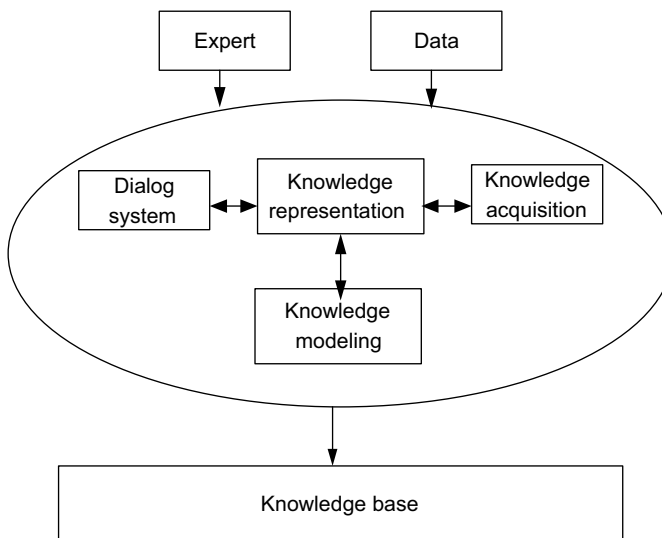 Expert
Data
Dialog
system
Knowledge
representation
Knowledge
acquisition
Knowledge
modeling
Knowledge base